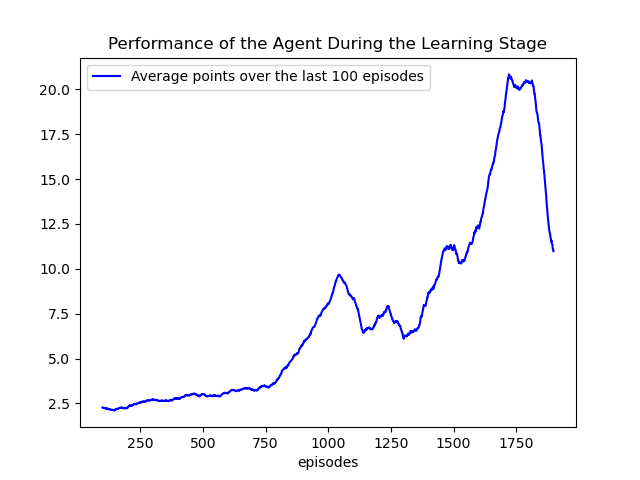 Performance of the Agent During the Learning Stage
Average points over the last 100 episodes
20.0
17.5
15.0
12.5
10.0
7.5
5.0
2.5
250 500 750 1000 1250 1500 1750
episodes